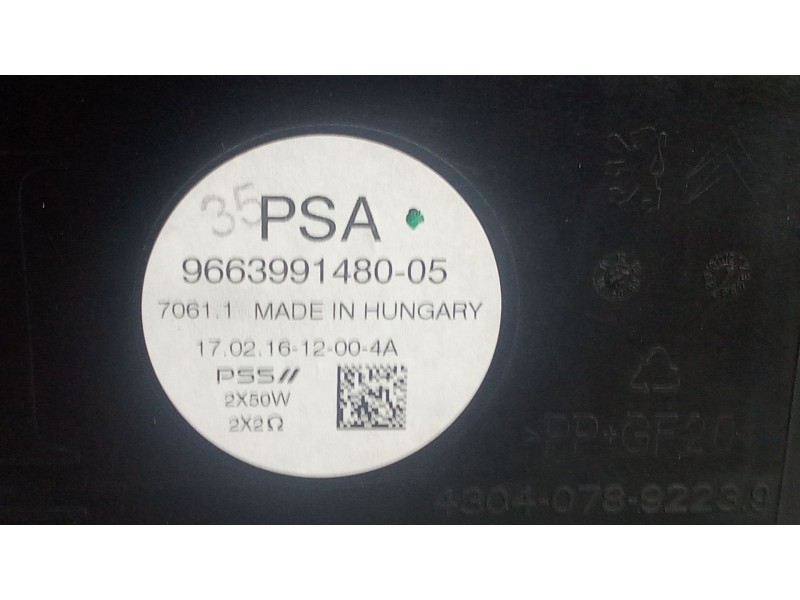 35
PSA
9663991480-05
7061.1 MADE IN HUNGARY
17.02.16-12-00-4A
PSS//
2X50W
2X2Ω
>PP+GF20<
4304-078-9223.9